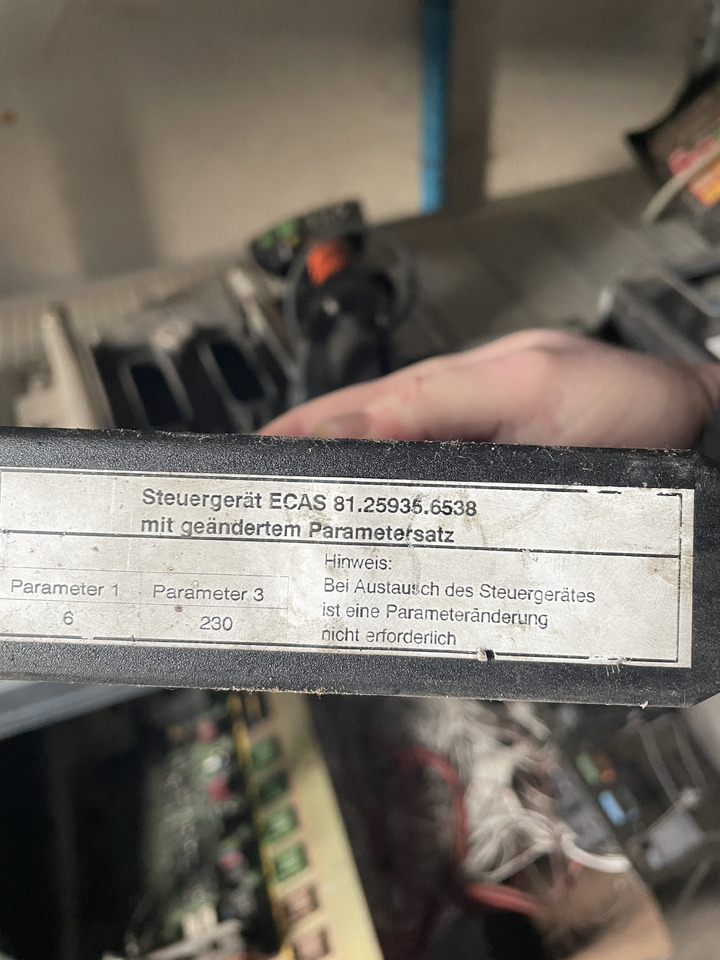 Steuergerät ECAS 81.25935.6538
mit geändertem Parametersatz
Parameter 1 Parameter 3
6 230
Hinweis:
Bei Austausch des Steuergerätes
ist eine Parameteränderung
nicht erforderlich